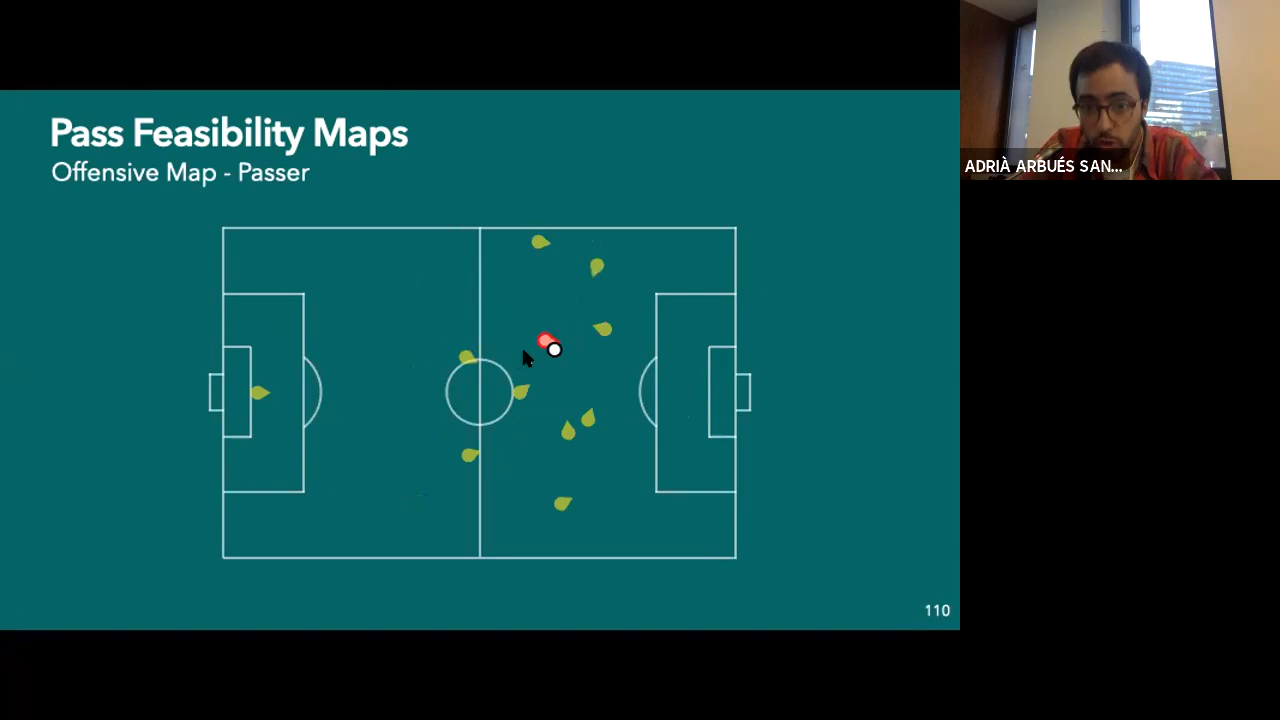 Pass Feasibility Maps
Offensive Map - Passer
ADRIÀ ARBUÉS SAN...
110